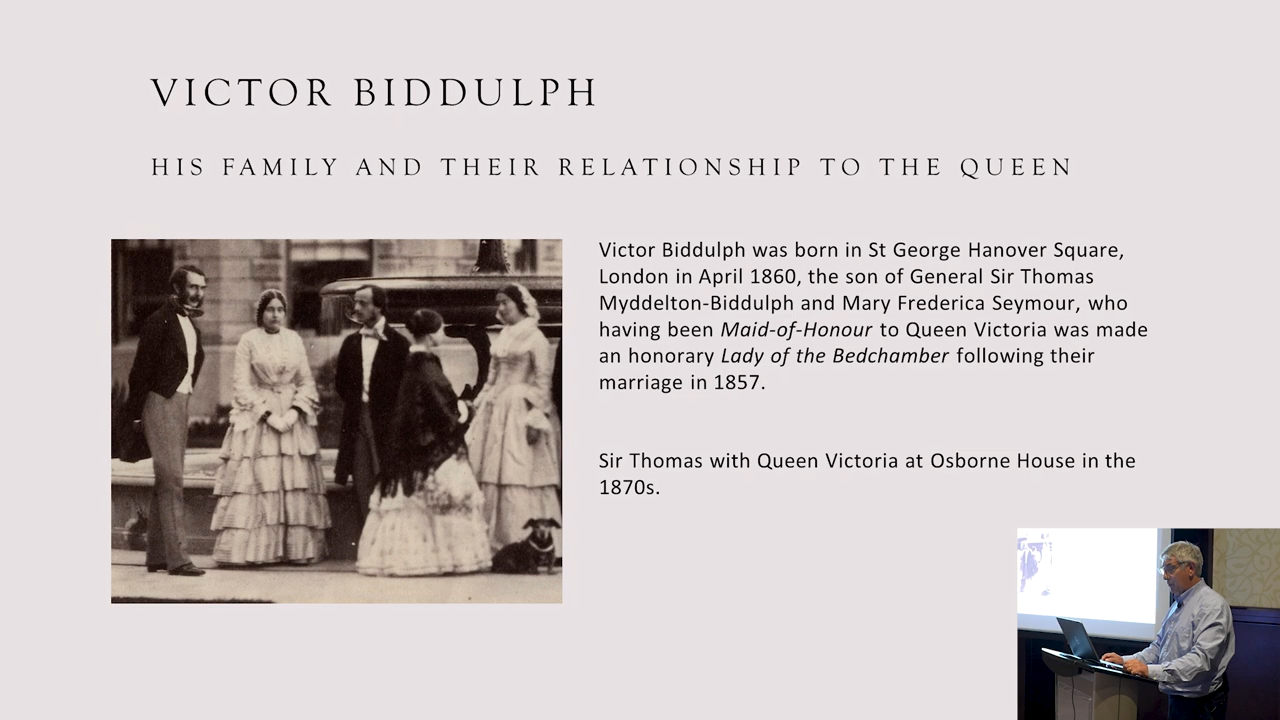 VICTOR BIDDULPH
HIS FAMILY AND THEIR RELATIONSHIP TO THE QUEEN
Victor Biddulph was born in St George Hanover Square,
London in April 1860, the son of General Sir Thomas
Myddelton-Biddulph and Mary Frederica Seymour, who
having been Maid-of-Honour to Queen Victoria was made
an honorary Lady of the Bedchamber following their
marriage in 1857.
Sir Thomas with Queen Victoria at Osborne House in the
1870s.